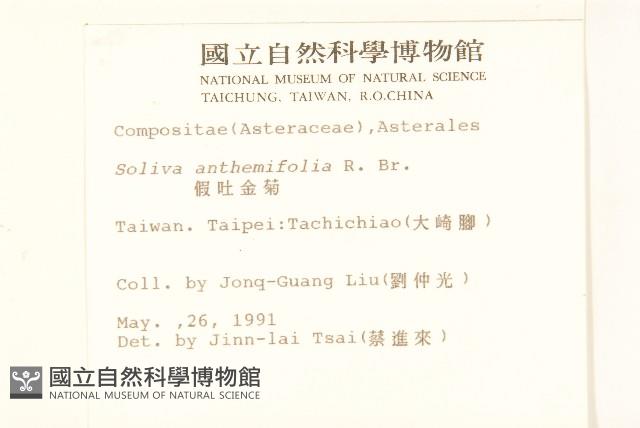 國立自然科學博物館
NATIONAL MUSEUM OF NATURAL SCIENCE
TAICHUNG, TAIWAN, R.O.CHINA
Compositae(Asteraceae),Asterales
Soliva anthemifolia R. Br.
假吐金菊
Taiwan. Taipei:Tachichiao(大崎腳)
Coll. by Jonq-Guang Liu(劉仲光)
May. ,26, 1991
Det. by Jinn-lai Tsai(蔡進來)
國立自然科學博物館
NATIONAL MUSEUM OF NATURAL SCIENCE